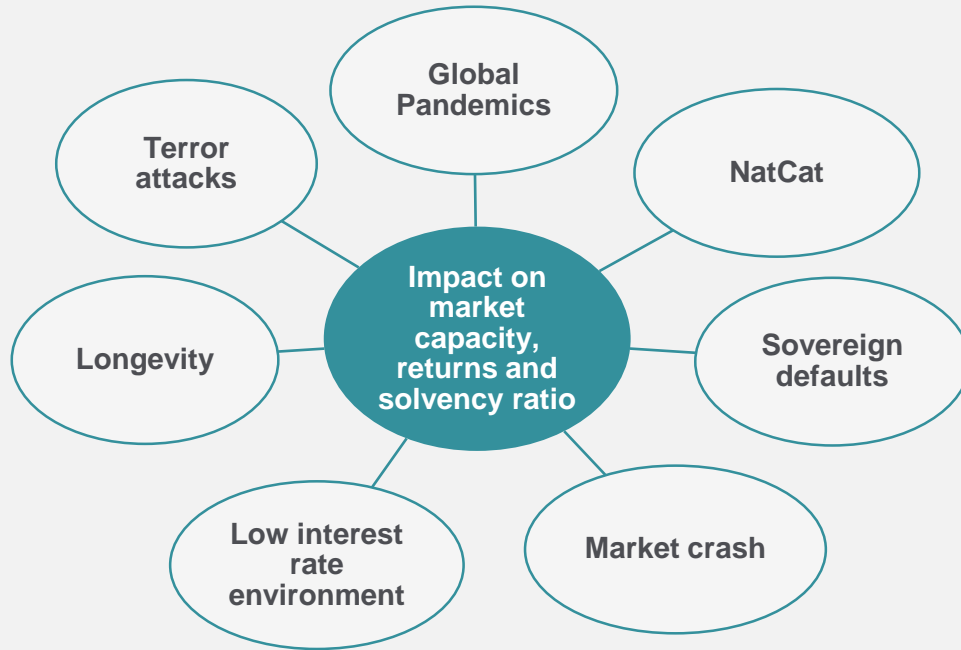 Global
Pandemics
Terror
attacks
NatCat
Impact on
market
capacity,
returns and
solvency ratio
Longevity
Sovereign
defaults
Low interest
rate
environment
Market crash